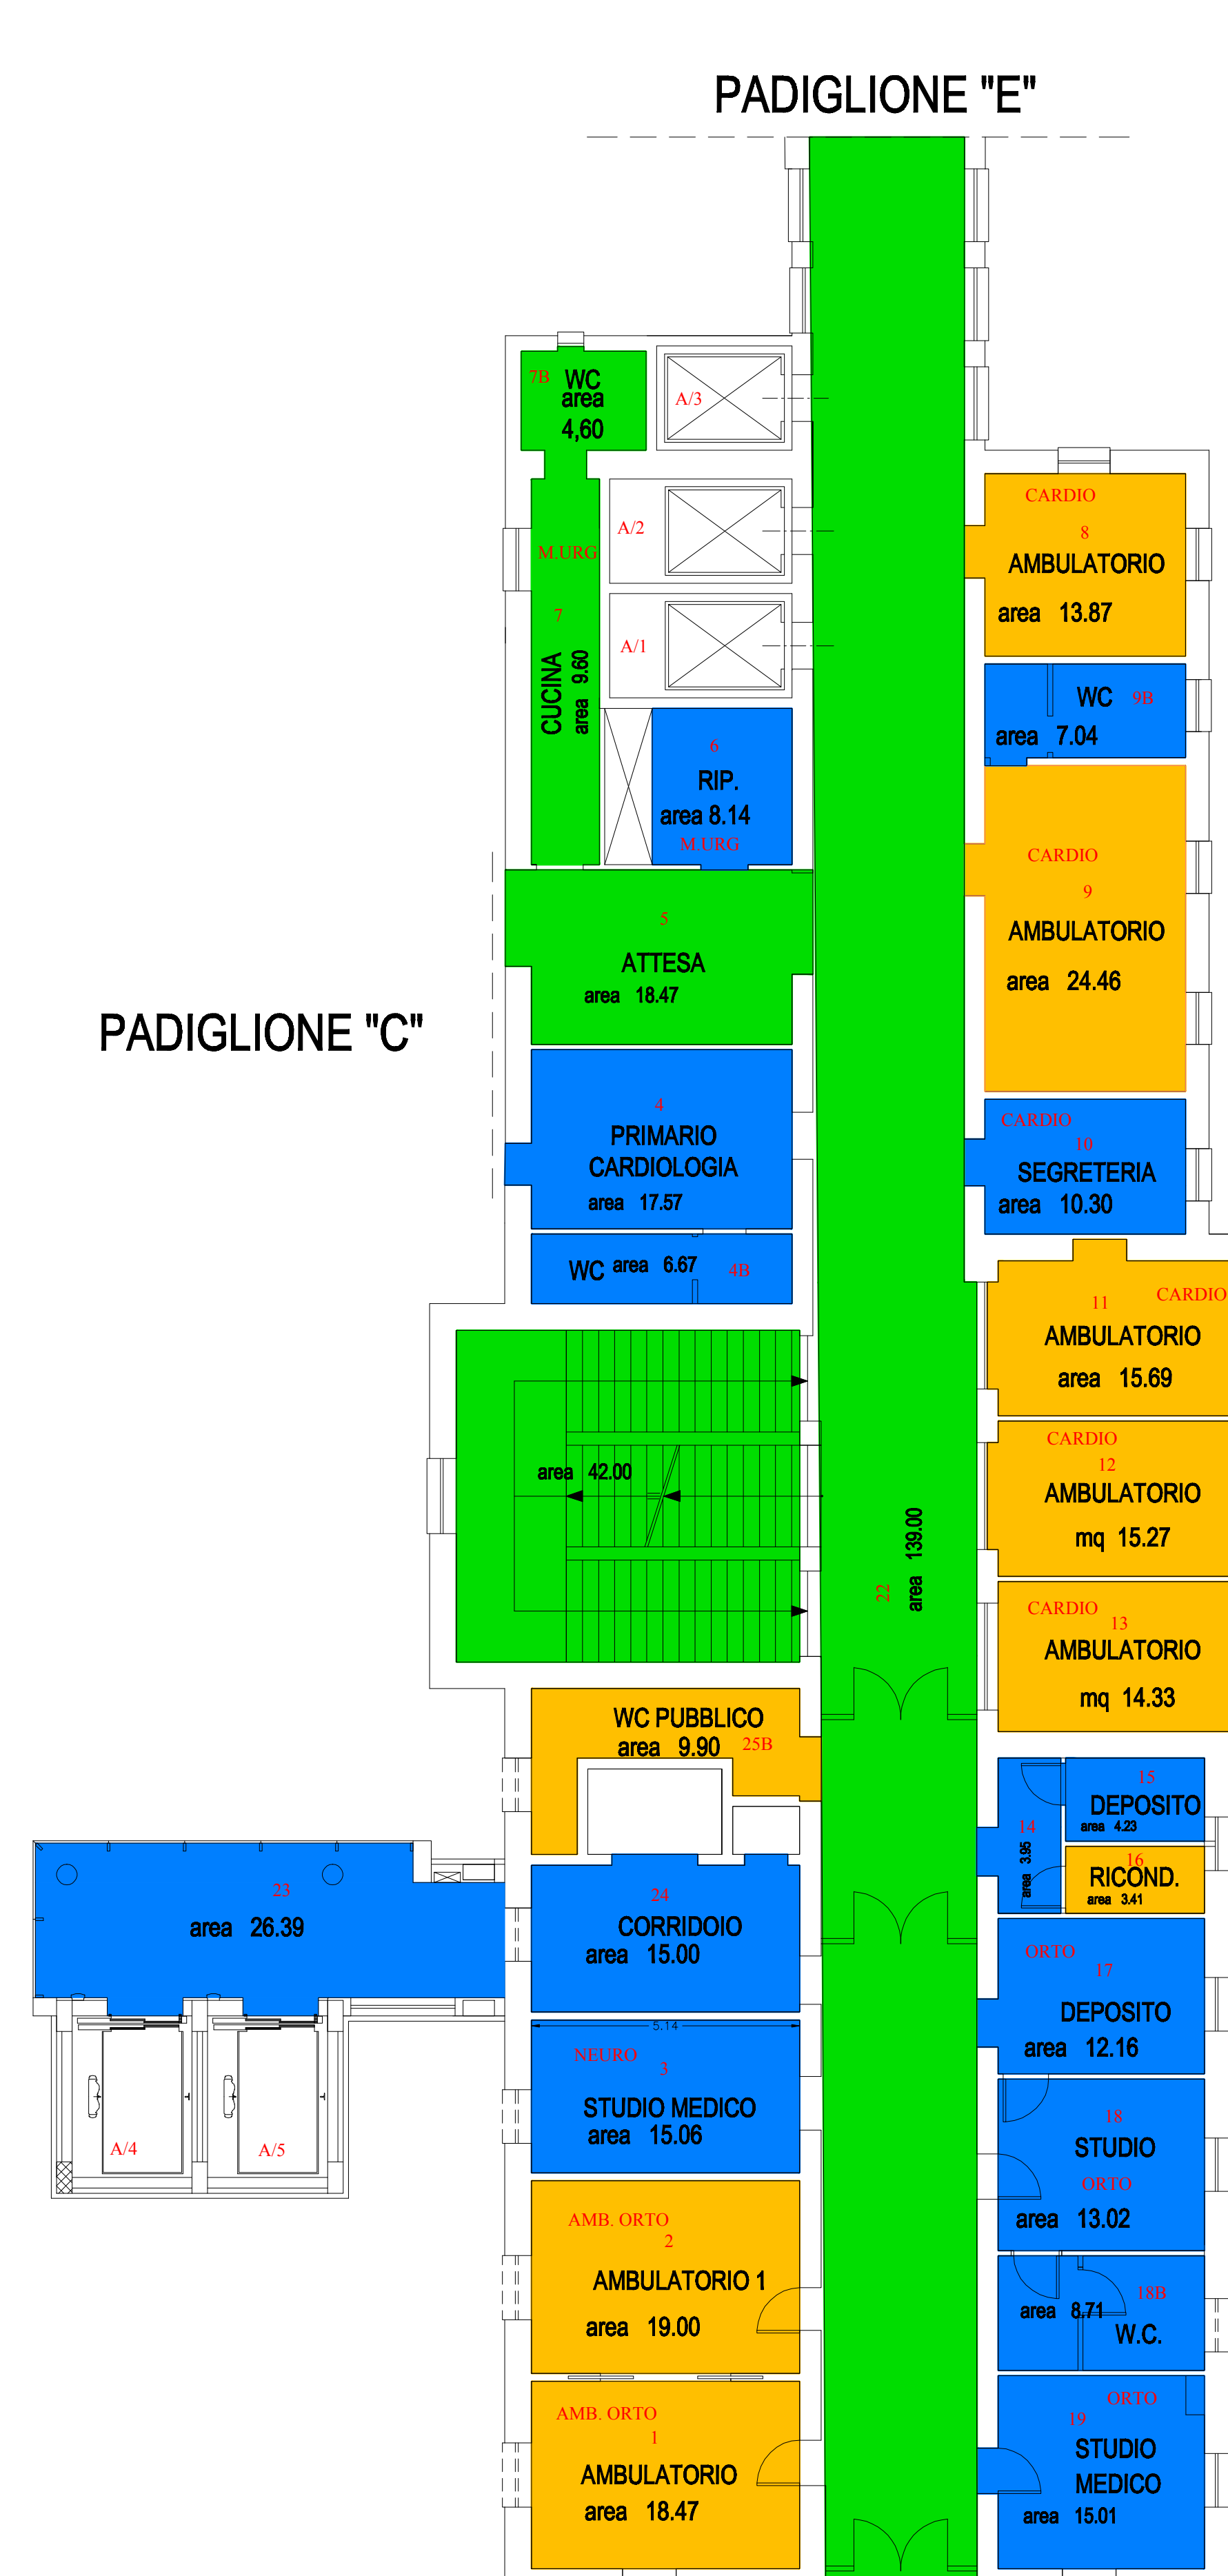 PADIGLIONE "E"
7B WC
area
4,60
A/3
A/2
M.URG
7
CUCINA
area 9.60
A/1
6
RIP.
area 8.14
M.URG
5
ATTESA
area 18.47
PADIGLIONE "C"
4
PRIMARIO
CARDIOLOGIA
area 17.57
WC area 6.67 4B
area 42.00
22
area 139.00
WC PUBBLICO
area 9.90 25B
23
area 26.39
24
CORRIDOIO
area 15.00
5.14
NEURO
3
STUDIO MEDICO
area 15.06
A/4
A/5
AMB. ORTO
2
AMBULATORIO 1
area 19.00
AMB. ORTO
1
AMBULATORIO
area 18.47
CARDIO
8
AMBULATORIO
area 13.87
WC 9B
area 7.04
CARDIO
9
AMBULATORIO
area 24.46
CARDIO
10
SEGRETERIA
area 10.30
11 CARDIO
AMBULATORIO
area 15.69
CARDIO
12
AMBULATORIO
mq 15.27
CARDIO
13
AMBULATORIO
mq 14.33
14
area 3.95
15
DEPOSITO
area 4.23
16
RICOND.
area 3.41
ORTO
17
DEPOSITO
area 12.16
18
STUDIO
ORTO
area 13.02
18B
area 8.71
W.C.
ORTO
19
STUDIO
MEDICO
area 15.01